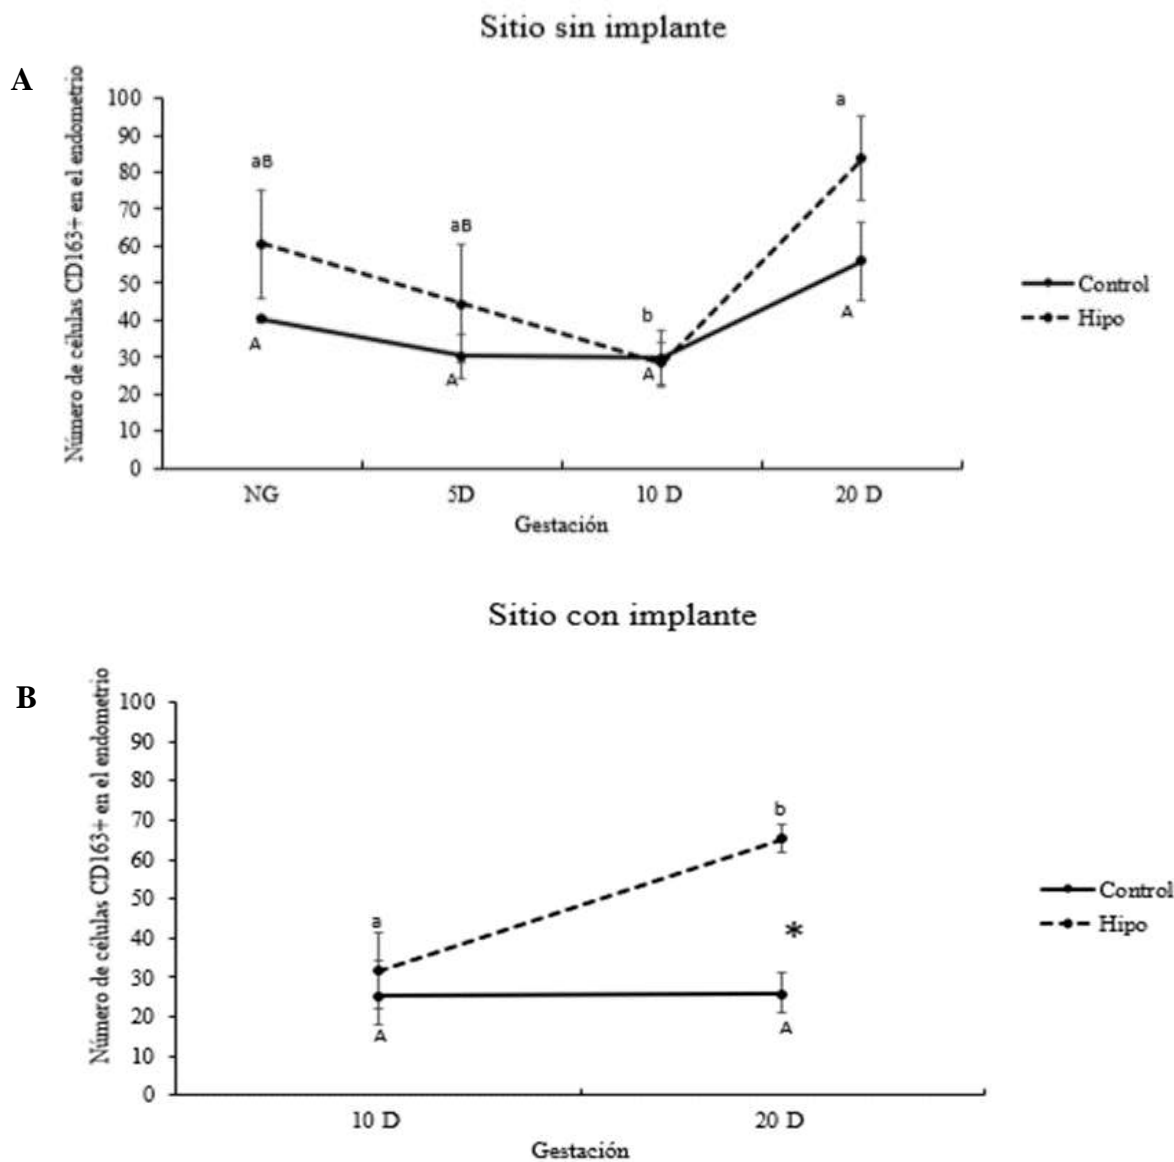 Sitio sin implante
A
Número de células CD163+ en el endometrio
100
90
80
70
60
50
40
30
20
10
0
aB
aB
b
a
A
A
A
A
NG
5D
10 D
20 D
Gestación
Control
Hipo
Sitio con implante
B
Número de células CD163+ en el endometrio
100
90
80
70
60
50
40
30
20
10
0
a
b
*
A
A
10 D
20 D
Gestación
Control
Hipo